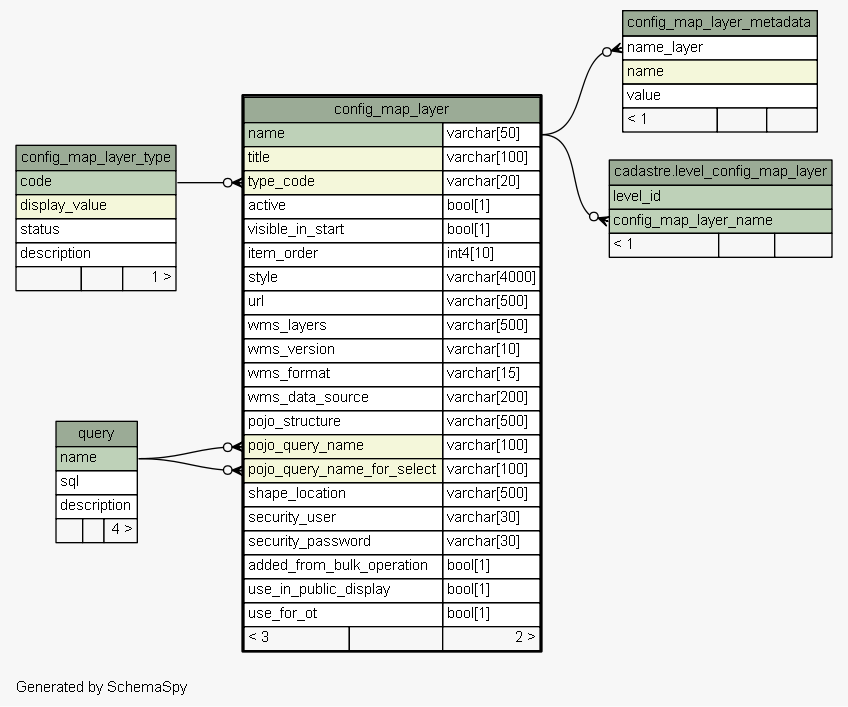 config_map_layer_metadata
name_layer
name
value
< 1
config_map_layer
name varchar[50]
title varchar[100]
type_code varchar[20]
active bool[1]
visible_in_start bool[1]
item_order int4[10]
style varchar[4000]
url varchar[500]
wms_layers varchar[500]
wms_version varchar[10]
wms_format varchar[15]
wms_data_source varchar[200]
pojo_structure varchar[500]
pojo_query_name varchar[100]
pojo_query_name_for_select varchar[100]
shape_location varchar[500]
security_user varchar[30]
security_password varchar[30]
added_from_bulk_operation bool[1]
use_in_public_display bool[1]
use_for_ot bool[1]
< 3 2 >
config_map_layer_type
code
display_value
status
description
1 >
cadastre.level_config_map_layer
level_id
config_map_layer_name
< 1
query
name
sql
description
4 >
Generated by SchemaSpy